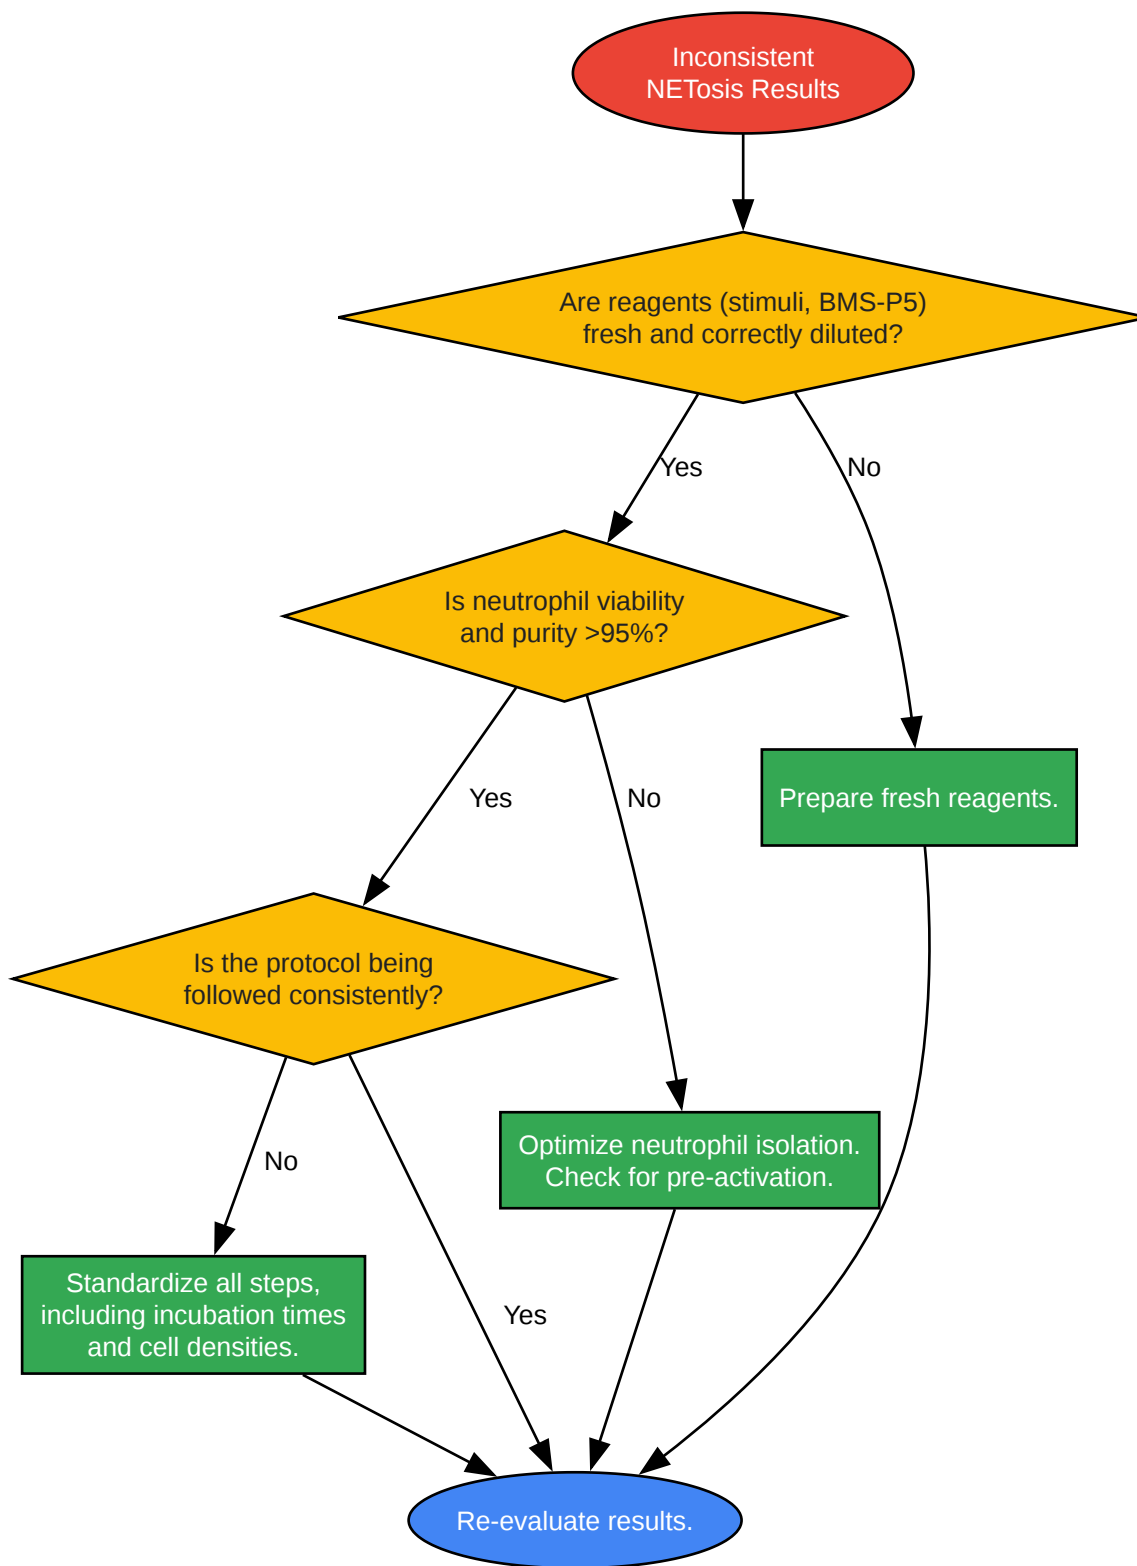 Inconsistent
NETosis Results
Are reagents (stimuli, BMS-P5)
fresh and correctly diluted?
Yes
No
Is neutrophil viability
and purity >95%?
Yes
No
Prepare fresh reagents.
Is the protocol being
followed consistently?
No
Yes
Optimize neutrophil isolation.
Check for pre-activation.
Standardize all steps,
including incubation times
and cell densities.
Re-evaluate results.